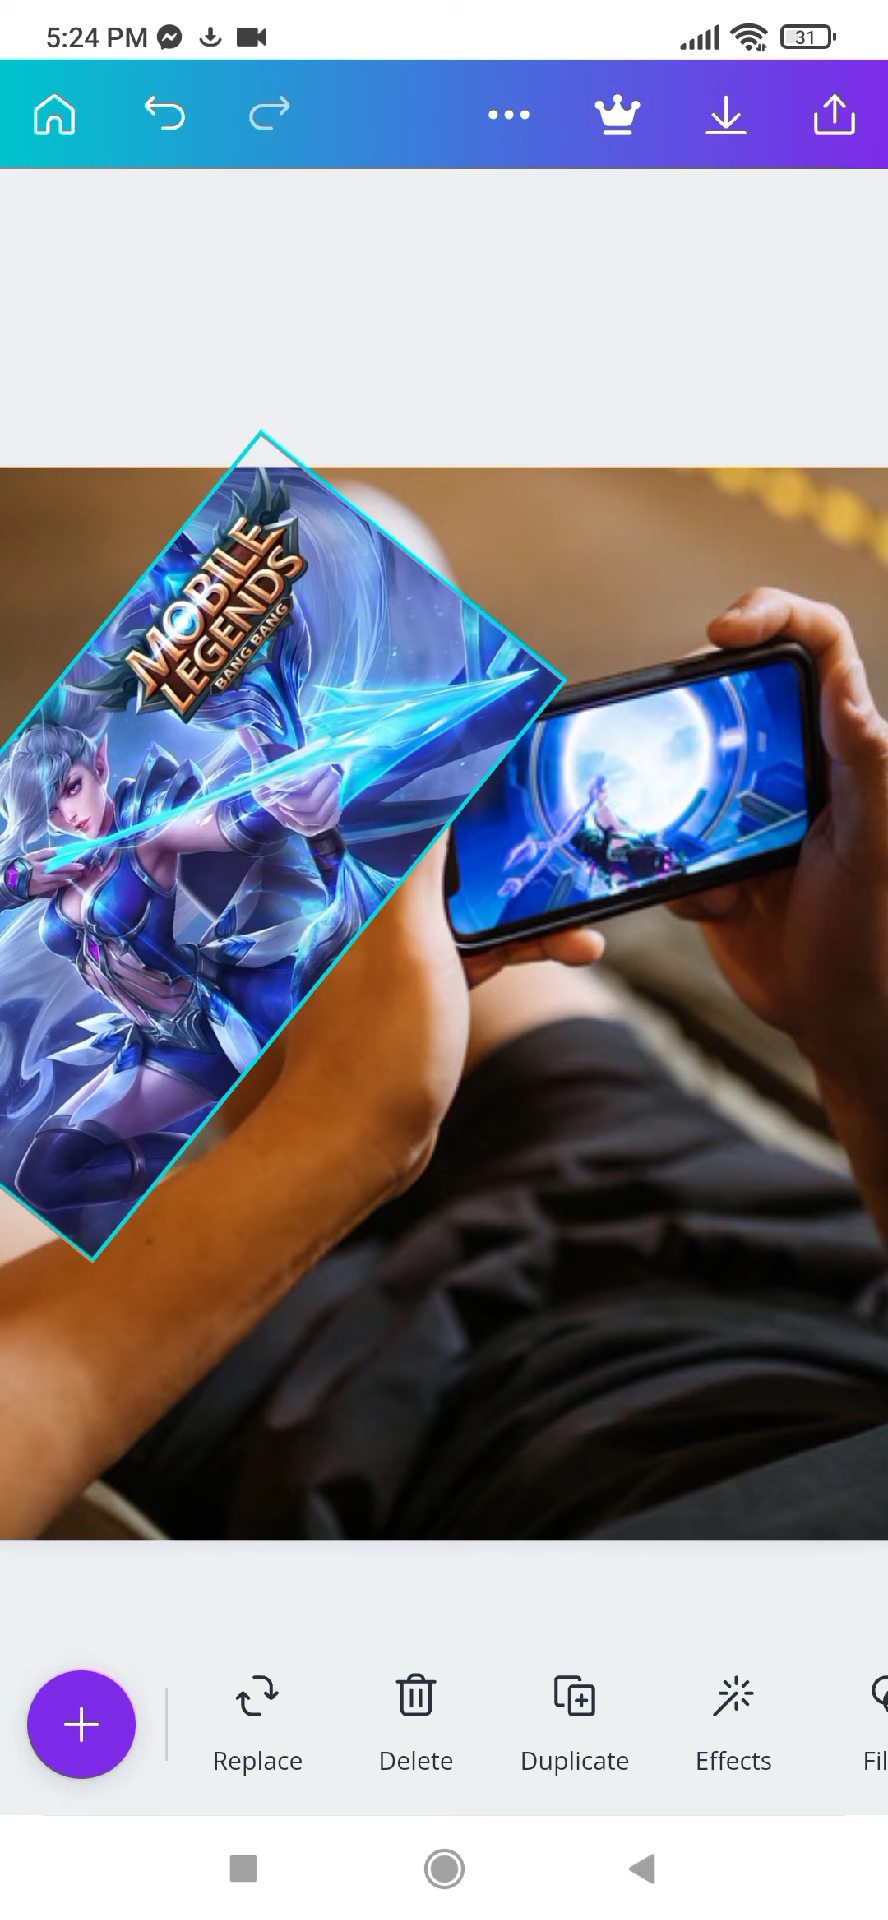 5:24 PM
31
MOBILE
LEGENDS
BANG BANG
Replace
Delete
Duplicate
Effects
Fil